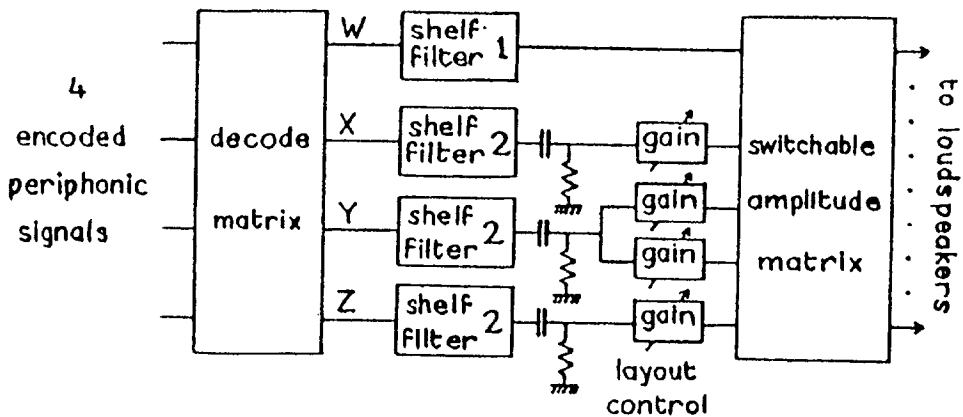 4
encoded
periphonic
signals
decode
matrix
W
X
Y
Z
shelf
filter 1
shelf
filter 2
shelf
filter 2
shelf
filter 2
gain
gain
gain
gain
layout
control
switchable
amplitude
matrix
to loudspeakers